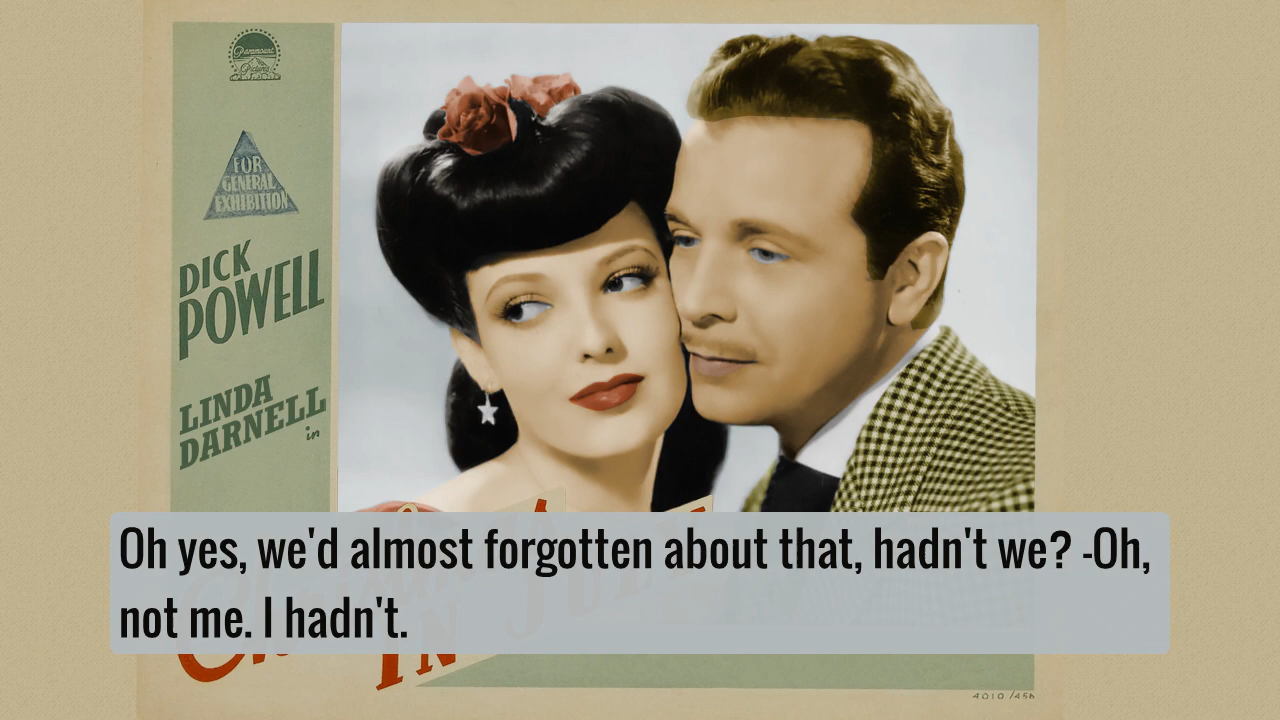 Paramount
Pictures
FOR
GENERAL
EXHIBITION
DICK
POWELL
LINDA
DARNELL
in
Oh yes, we'd almost forgotten about that, hadn't we? -Oh,
not me. I hadn't.
IN
4010/456